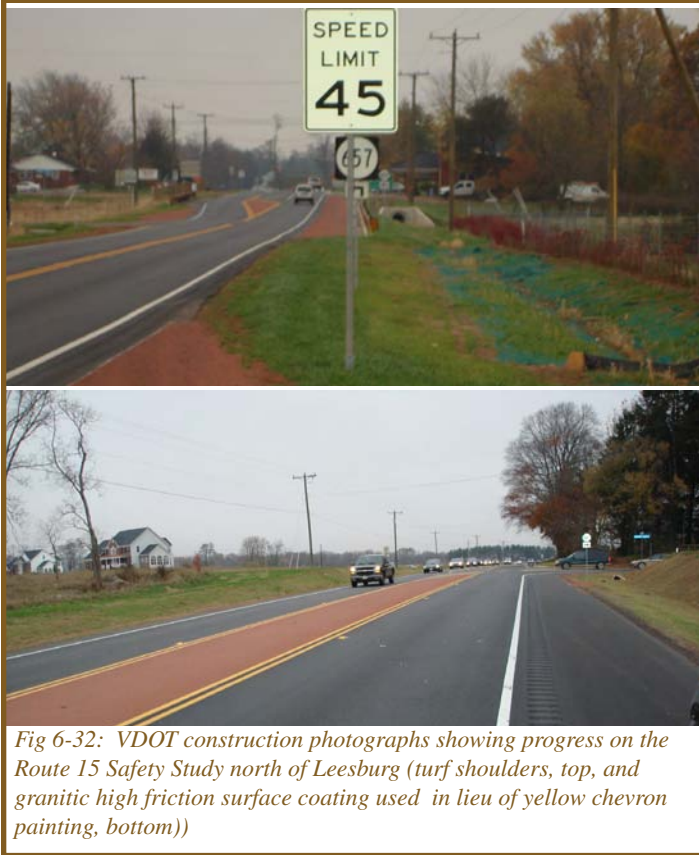 SPEED
LIMIT
45
657
Fig 6-32: VDOT construction photographs showing progress on the
Route 15 Safety Study north of Leesburg (turf shoulders, top, and
granitic high friction surface coating used in lieu of yellow chevron
painting, bottom))